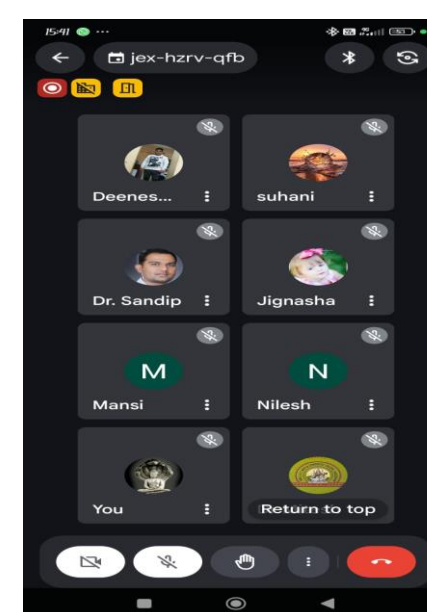 15:41
jex-hzrv-qfb
Deenes... suhani
Dr. Sandip Jignasha
M N
Mansi Nilesh
You Return to top